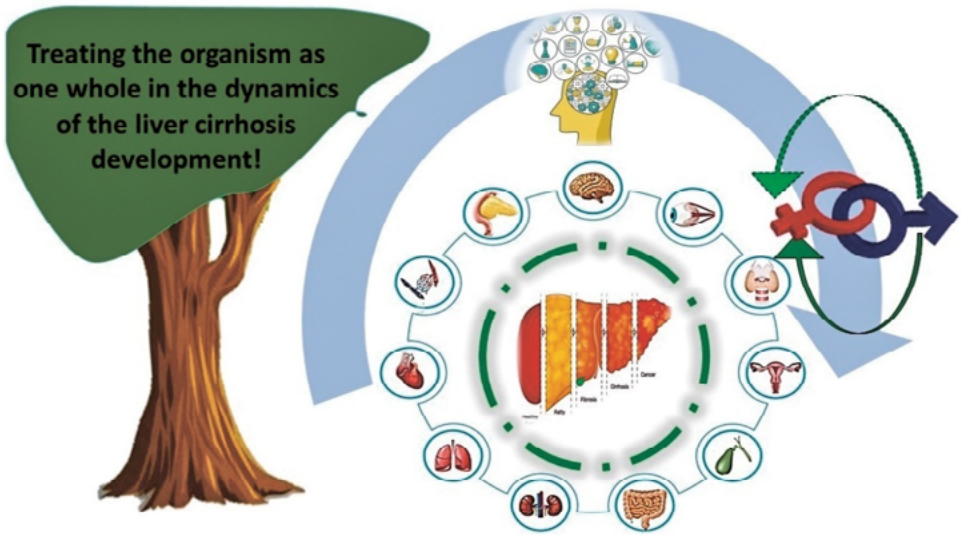 Treating the organism as
one whole in the dynamics
of the liver cirrhosis
development!
Fatty
Fibrosis
Cirrhosis
Cancer